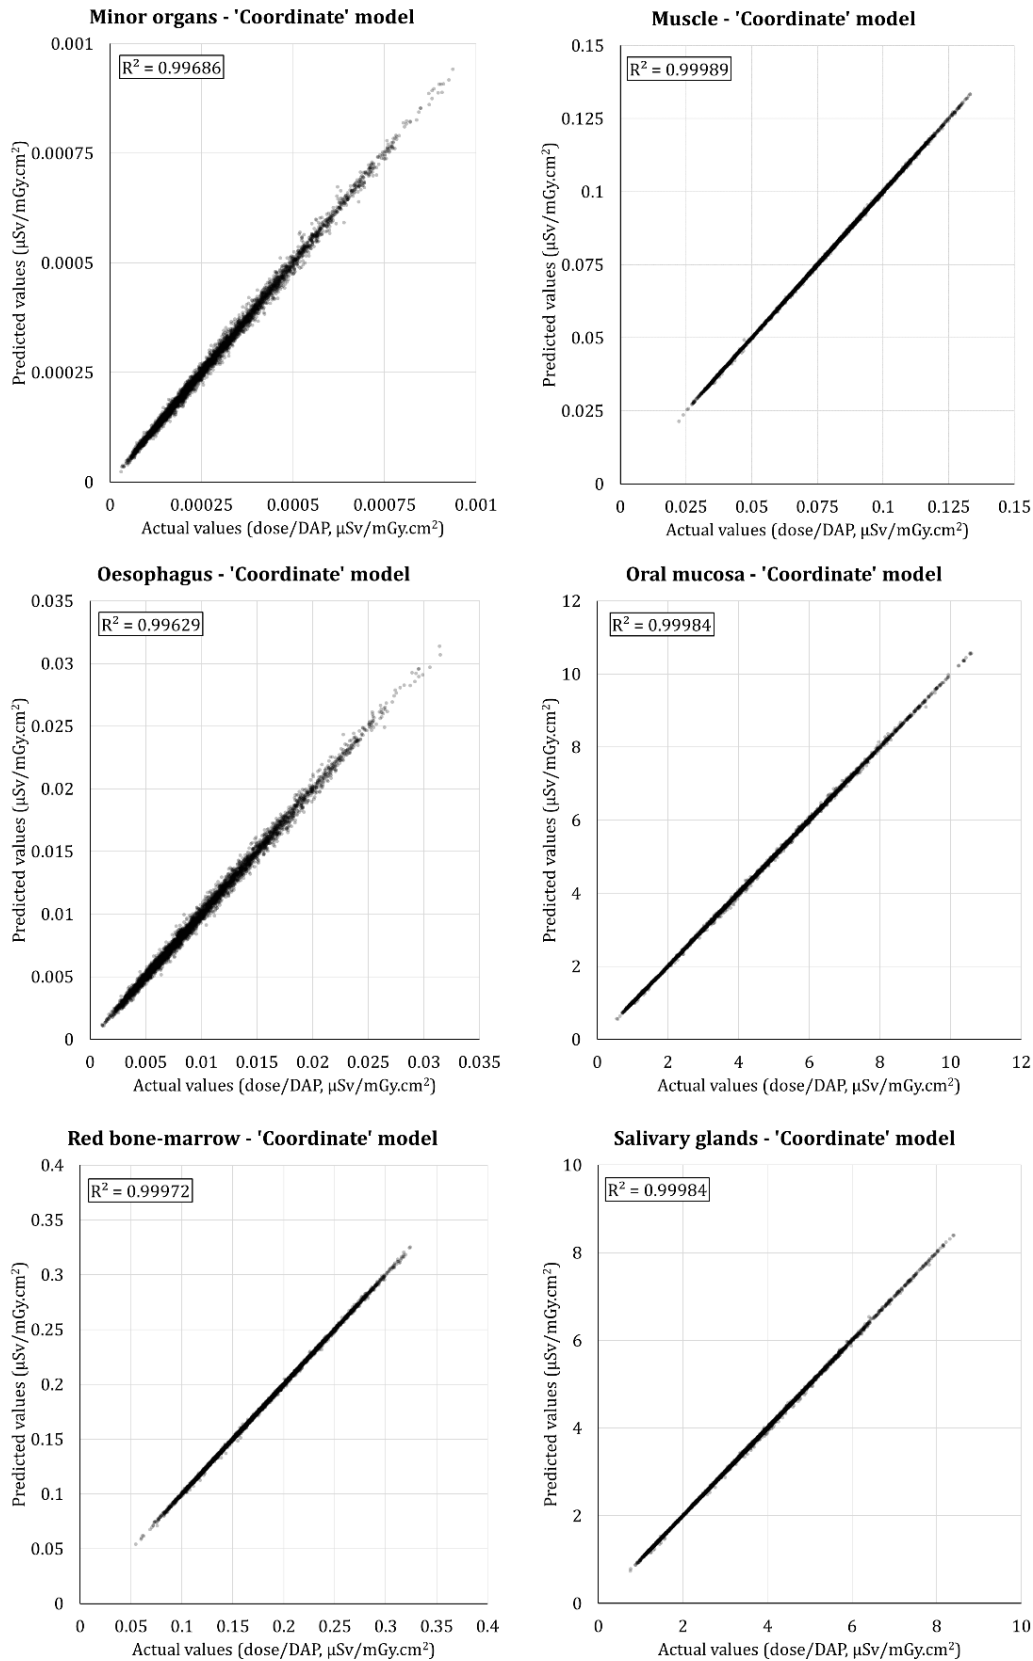 Minor organs - 'Coordinate' model
R² = 0.99686
Predicted values (μSv/mGy.cm²)
0.001
0.00075
0.0005
0.00025
0
0 0.00025 0.0005 0.00075 0.001
Actual values (dose/DAP, μSv/mGy.cm²)
Muscle - 'Coordinate' model
R² = 0.99989
Predicted values (μSv/mGy.cm²)
0.15
0.125
0.1
0.075
0.05
0.025
0
0 0.025 0.05 0.075 0.1 0.125 0.15
Actual values (dose/DAP, μSv/mGy.cm²)
Oesophagus - 'Coordinate' model
R² = 0.99629
Predicted values (μSv/mGy.cm²)
0.035
0.03
0.025
0.02
0.015
0.01
0.005
0
0 0.005 0.01 0.015 0.02 0.025 0.03 0.035
Actual values (dose/DAP, μSv/mGy.cm²)
Oral mucosa - 'Coordinate' model
R² = 0.99984
Predicted values (μSv/mGy.cm²)
12
10
8
6
4
2
0
0 2 4 6 8 10 12
Actual values (dose/DAP, μSv/mGy.cm²)
Red bone-marrow - 'Coordinate' model
R² = 0.99972
Predicted values (μSv/mGy.cm²)
0.4
0.35
0.3
0.25
0.2
0.15
0.1
0.05
0
0 0.05 0.1 0.15 0.2 0.25 0.3 0.35 0.4
Actual values (dose/DAP, μSv/mGy.cm²)
Salivary glands - 'Coordinate' model
R² = 0.99984
Predicted values (μSv/mGy.cm²)
10
8
6
4
2
0
0 2 4 6 8 10
Actual values (dose/DAP, μSv/mGy.cm²)